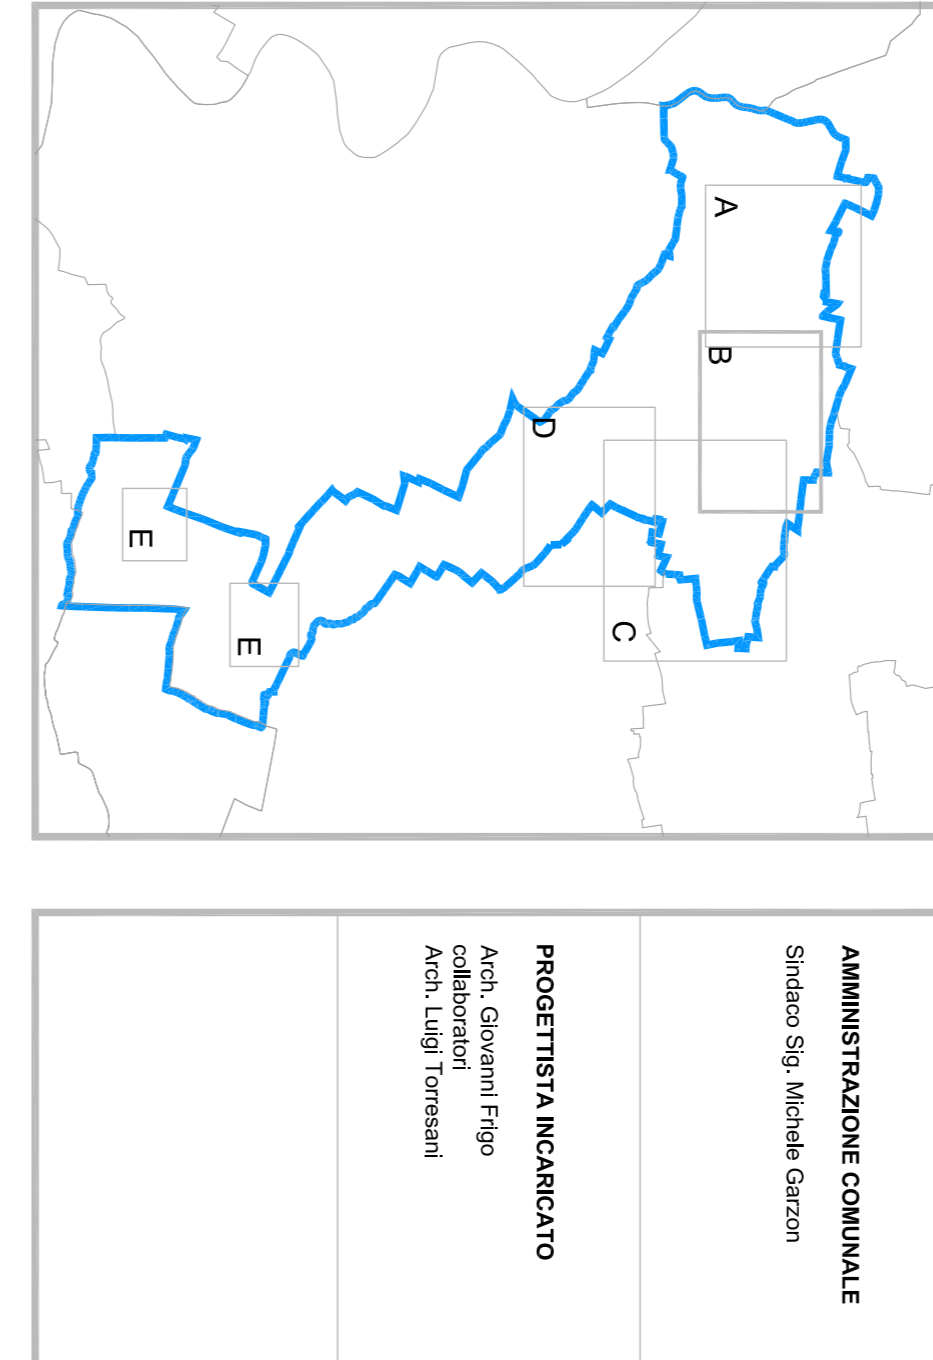 A
B
D
C
E
E
AMMINISTRAZIONE COMUNALE
Sindaco Sig. Michele Garzon
PROGETTISTA INCARICATO
Arch. Giovanni Frigo
collaboratori
Arch. Luigi Torresani